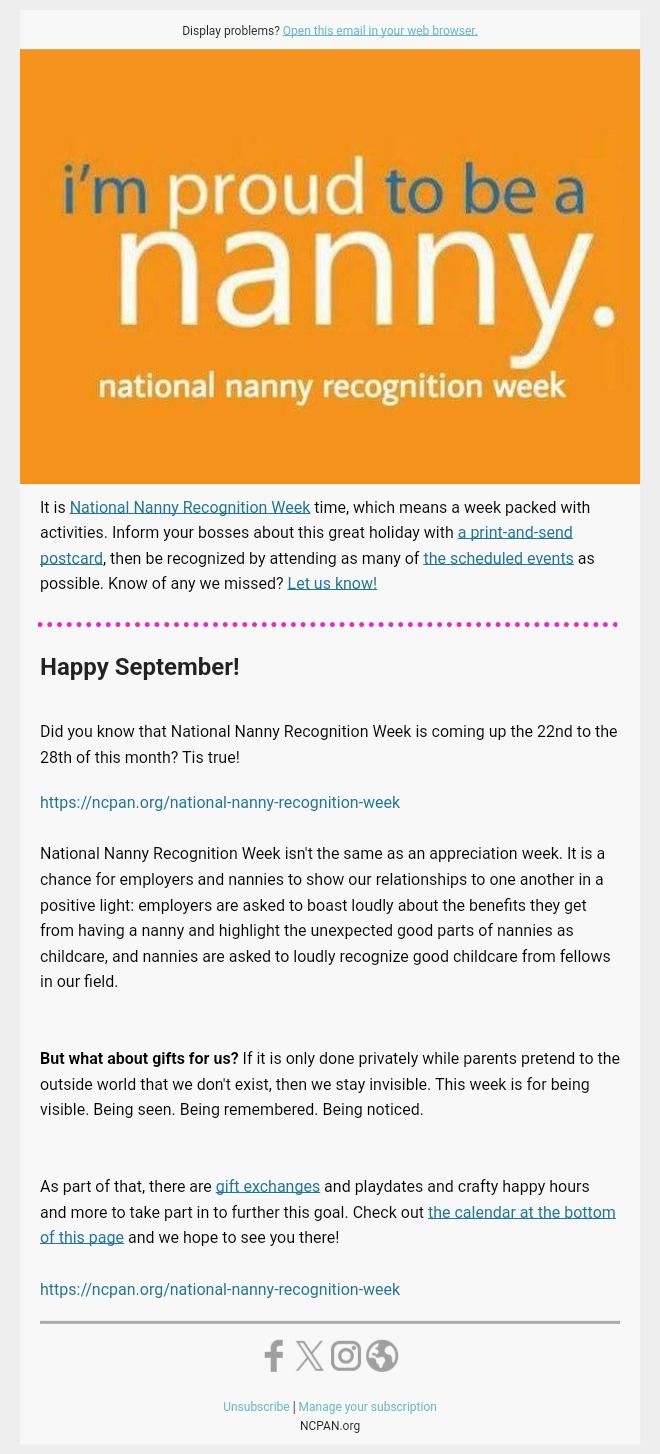 Display problems? Open this email in your web browser.
i'm proud to be a
nanny.
national nanny recognition week
It is National Nanny Recognition Week time, which means a week packed with
activities. Inform your bosses about this great holiday with a print-and-send
postcard, then be recognized by attending as many of the scheduled events as
possible. Know of any we missed? Let us know!
Happy September!
Did you know that National Nanny Recognition Week is coming up the 22nd to the
28th of this month? Tis true!
https://ncpan.org/national-nanny-recognition-week
National Nanny Recognition Week isn't the same as an appreciation week. It is a
chance for employers and nannies to show our relationships to one another in a
positive light: employers are asked to boast loudly about the benefits they get
from having a nanny and highlight the unexpected good parts of nannies as
childcare, and nannies are asked to loudly recognize good childcare from fellows
in our field.
But what about gifts for us? If it is only done privately while parents pretend to the
outside world that we don't exist, then we stay invisible. This week is for being
visible. Being seen. Being remembered. Being noticed.
As part of that, there are gift exchanges and playdates and crafty happy hours
and more to take part in to further this goal. Check out the calendar at the bottom
of this page and we hope to see you there!
https://ncpan.org/national-nanny-recognition-week
Unsubscribe | Manage your subscription
NCPAN.org